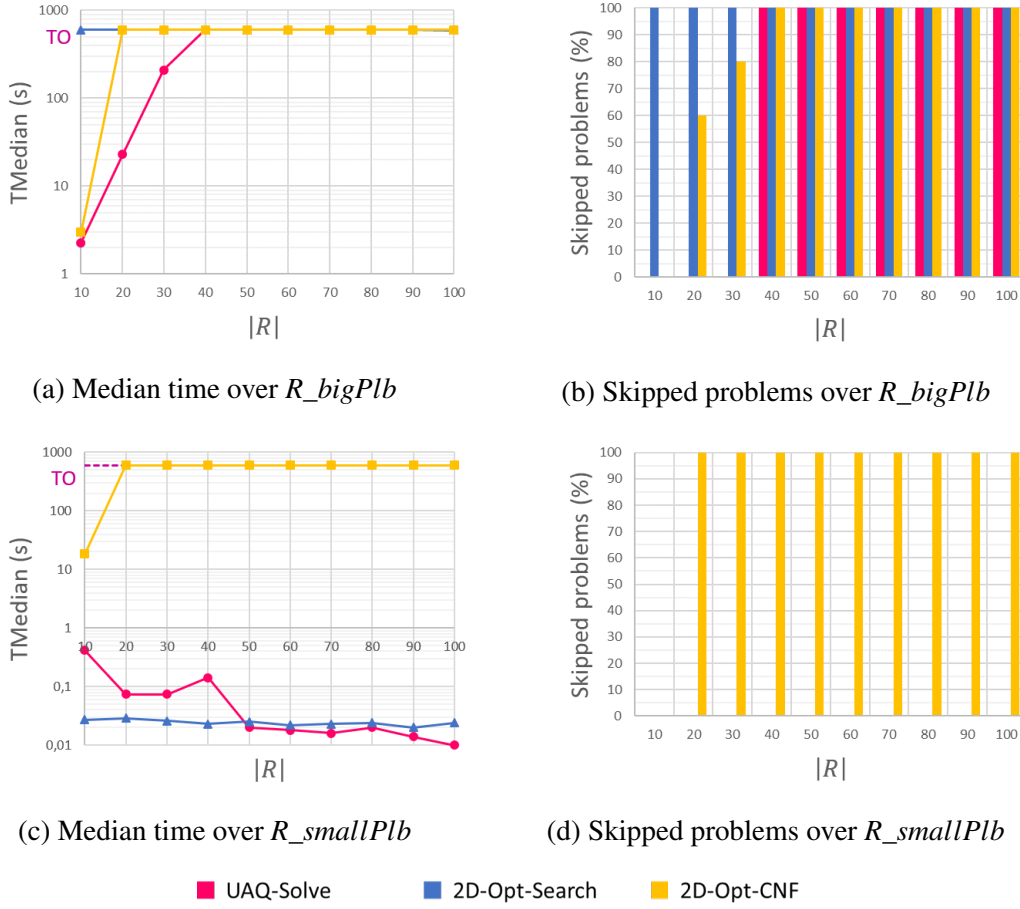 TMedian (s)
1000
TO
100
10
1
10 20 30 40 50 60 70 80 90 100
|R|
(a) Median time over R_bigPlb
Skipped problems (%)
100
90
80
70
60
50
40
30
20
10
0
10 20 30 40 50 60 70 80 90 100
|R|
(b) Skipped problems over R_bigPlb
TMedian (s)
1000
TO
100
10
1
10 20 30 40 50 60 70 80 90 100
0,1
0,01
|R|
(c) Median time over R_smallPlb
Skipped problems (%)
100
90
80
70
60
50
40
30
20
10
0
10 20 30 40 50 60 70 80 90 100
|R|
(d) Skipped problems over R_smallPlb
UAQ-Solve 2D-Opt-Search 2D-Opt-CNF